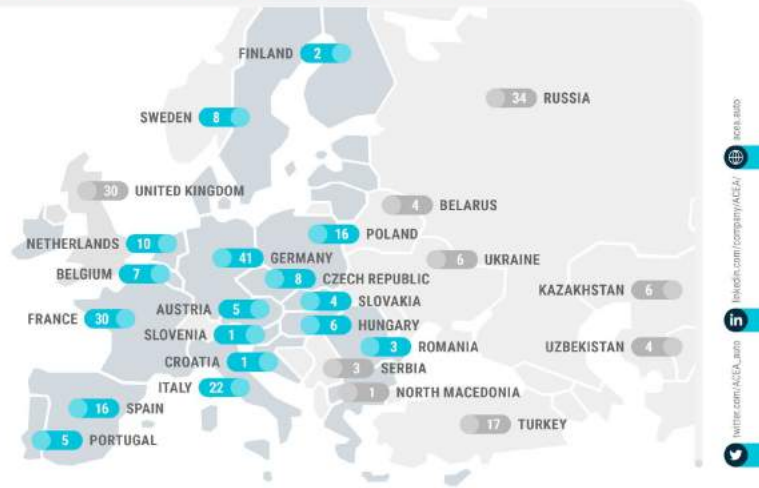 FINLAND 2
34 RUSSIA
SWEDEN 8
30 UNITED KINGDOM
4 BELARUS
16 POLAND
NETHERLANDS 10
41 GERMANY
6 UKRAINE
BELGIUM 7
8 CZECH REPUBLIC
KAZAKHSTAN 6
4 SLOVAKIA
AUSTRIA 5
FRANCE 30
6 HUNGARY
SLOVENIA 1
3 ROMANIA
UZBEKISTAN 4
CROATIA 1
3 SERBIA
ITALY 22
1 NORTH MACEDONIA
16 SPAIN
17 TURKEY
5 PORTUGAL
acea.auto
linkedin.com/company/ACEA/
in
twitter.com/ACEA_auto